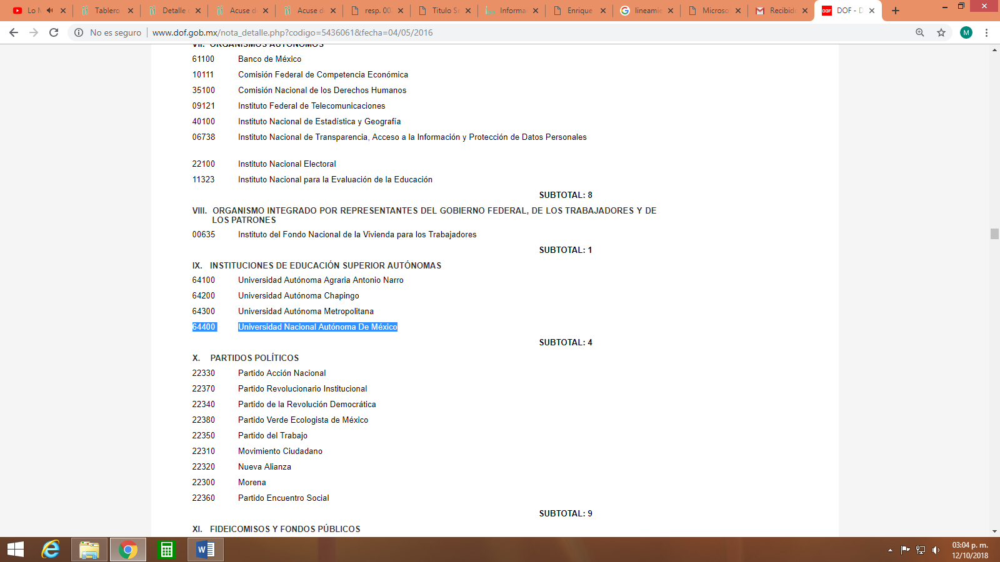 Lo M
Tablero
Detalle d
Acuse d
Acuse de
resp. 00
Titulo Se
Informa
Enrique
lineamie
Microso
Recibido
DOF - D
No es seguro | www.dof.gob.mx/nota_detalle.php?codigo=5436061&fecha=04/05/2016
M
VII. ORGANISMOS AUTÓNOMOS
61100 Banco de México
10111 Comisión Federal de Competencia Económica
35100 Comisión Nacional de los Derechos Humanos
09121 Instituto Federal de Telecomunicaciones
40100 Instituto Nacional de Estadística y Geografía
06738 Instituto Nacional de Transparencia, Acceso a la Información y Protección de Datos Personales
22100 Instituto Nacional Electoral
11323 Instituto Nacional para la Evaluación de la Educación
SUBTOTAL: 8
VIII. ORGANISMO INTEGRADO POR REPRESENTANTES DEL GOBIERNO FEDERAL, DE LOS TRABAJADORES Y DE
LOS PATRONES
00635 Instituto del Fondo Nacional de la Vivienda para los Trabajadores
SUBTOTAL: 1
IX. INSTITUCIONES DE EDUCACIÓN SUPERIOR AUTÓNOMAS
64100 Universidad Autónoma Agraria Antonio Narro
64200 Universidad Autónoma Chapingo
64300 Universidad Autónoma Metropolitana
64400 Universidad Nacional Autónoma De México
SUBTOTAL: 4
X. PARTIDOS POLÍTICOS
22330 Partido Acción Nacional
22370 Partido Revolucionario Institucional
22340 Partido de la Revolución Democrática
22380 Partido Verde Ecologista de México
22350 Partido del Trabajo
22310 Movimiento Ciudadano
22320 Nueva Alianza
22300 Morena
22360 Partido Encuentro Social
SUBTOTAL: 9
XI. FIDEICOMISOS Y FONDOS PÚBLICOS
03:04 p. m.
12/10/2018